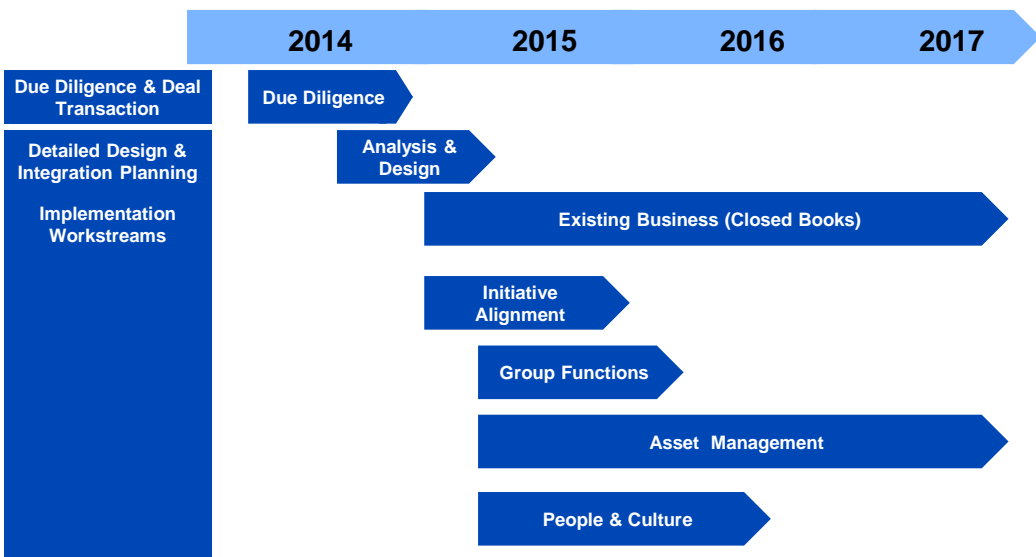 2014 2015 2016 2017
Due Diligence & Deal
Transaction
Due Diligence
Detailed Design &
Integration Planning
Analysis &
Design
Implementation
Workstreams
Existing Business (Closed Books)
Initiative
Alignment
Group Functions
Asset Management
People & Culture